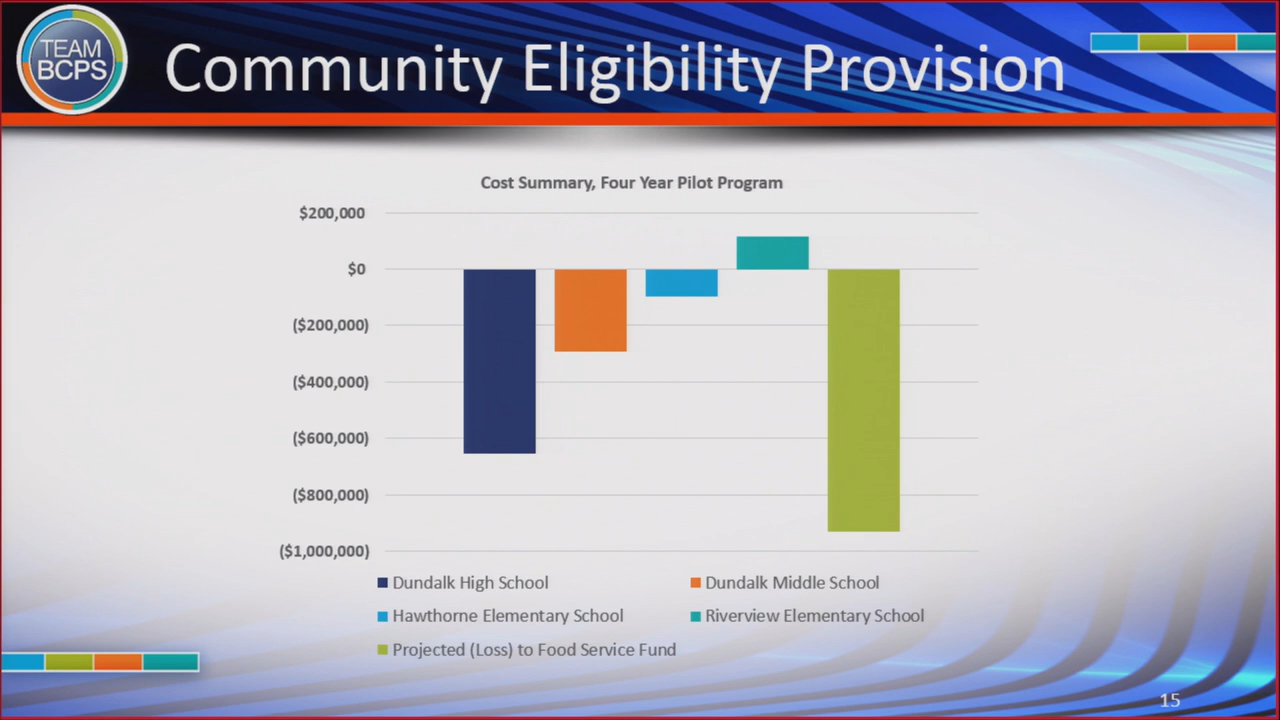 TEAM
BCPS
Community Eligibility Provision
Cost Summary, Four Year Pilot Program
$200,000
$0
($200,000)
($400,000)
($600,000)
($800,000)
($1,000,000)
Dundalk High School
Dundalk Middle School
Hawthorne Elementary School
Riverview Elementary School
Projected (Loss) to Food Service Fund
15